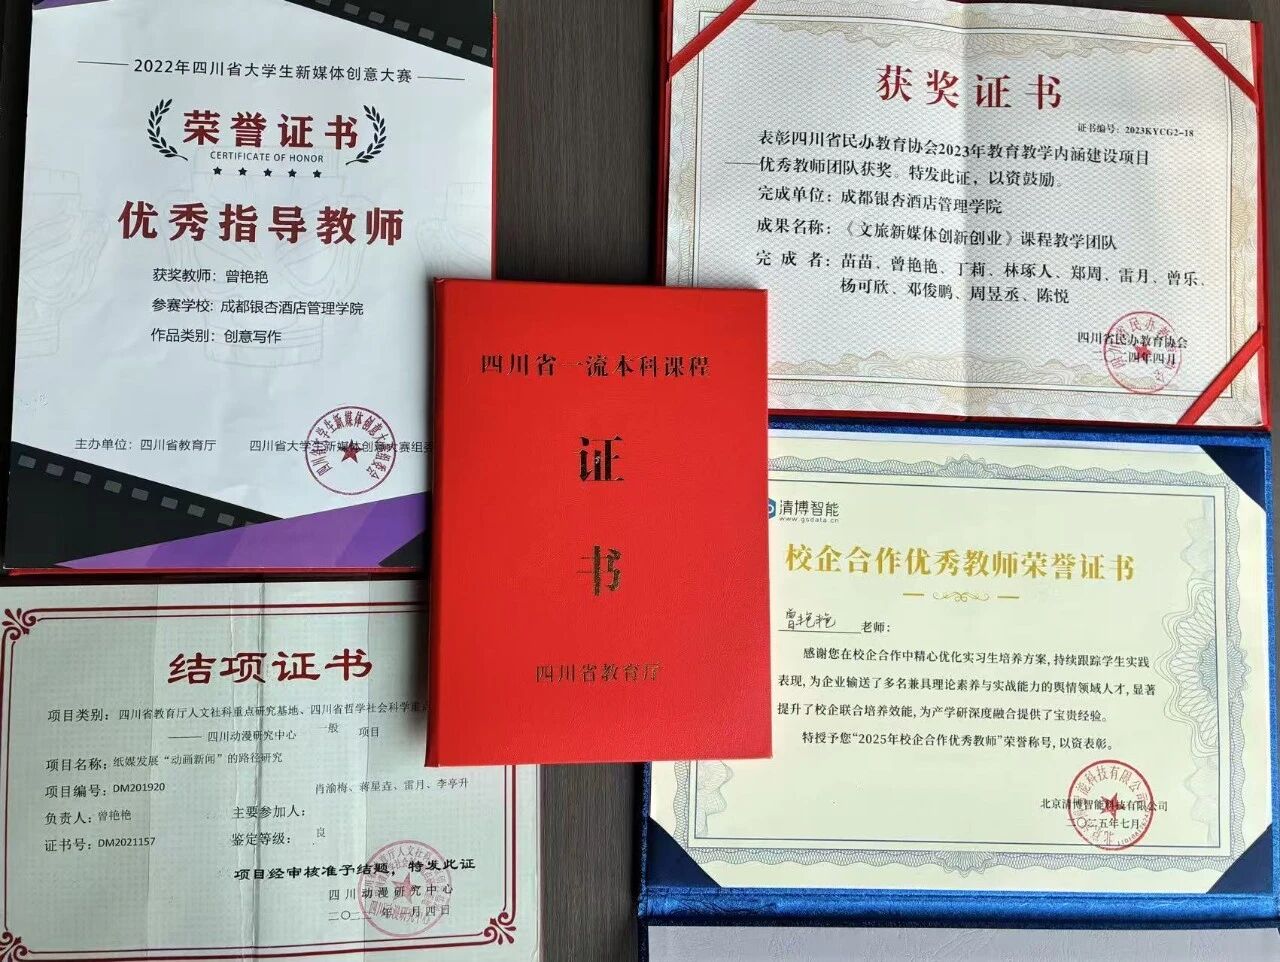 2022年四川省大学生新媒体创意大赛
荣誉证书
CERTIFICATE OF HONOR
优秀指导教师
获奖教师：曾艳艳
参赛学校：成都银杏酒店管理学院
作品类别：创意写作
主办单位：四川省教育厅 四川省大学生新媒体创意大赛组委
获奖证书
证书编号：2023KYCG2-18
表彰四川省民办教育协会2023年教育教学内涵建设项目
——优秀教师团队获奖。特发此证，以资鼓励。
完成单位：成都银杏酒店管理学院
成果名称：《文旅新媒体创新创业》课程教学团队
完成者：苗苗、曾艳艳、丁莉、林琢人、郑周、雷月、曾乐、
杨可欣、邓俊鹏、周昱丞、陈悦
四川省民办教育协会
二〇二四年四月
四川省一流本科课程
证
书
四川省教育厅
清博智能
www.gsdata.cn
校企合作优秀教师荣誉证书
曾艳艳 老师：
感谢您在校企合作中精心优化实习生培养方案，持续跟踪学生实践
表现，为企业输送了多名兼具理论素养与实战能力的舆情领域人才，显著
提升了校企联合培养效能，为产学研深度融合提供了宝贵经验。
特授予您“2025年校企合作优秀教师”荣誉称号，以资表彰。
北京清博智能科技有限公司
二〇二五年七月
结项证书
项目类别：四川省教育厅人文社科重点研究基地、四川省哲学社会科学重点
——四川动漫研究中心 一般 项目
项目名称：纸媒发展“动画新闻”的路径研究
项目编号：DM201920
肖渝梅、蒋星垚、雷月、李亭升
负责人：曾艳艳 主要参加人：
证书号：DM2021157 鉴定等级：良
项目经审核准予结题，特发此证
四川动漫研究中心
月四日